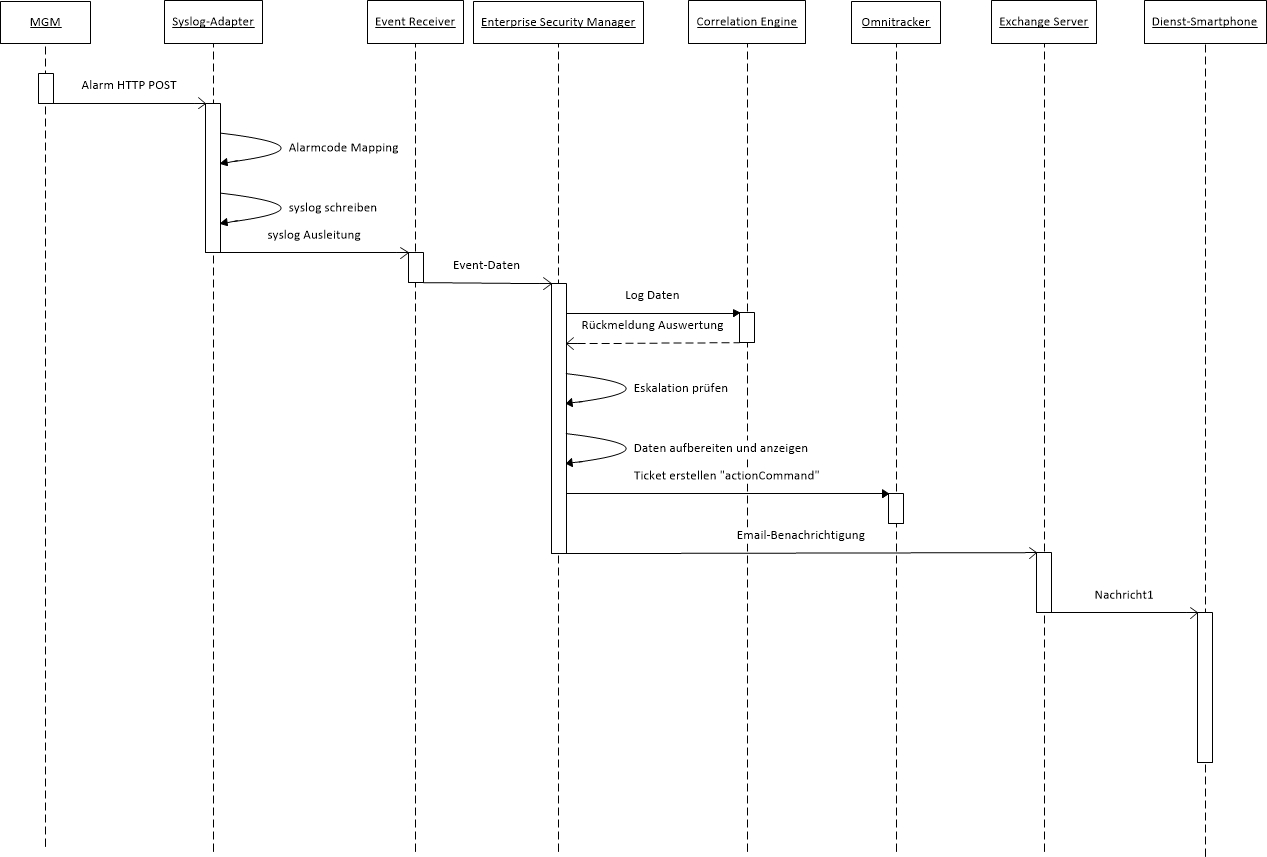 MGM
Syslog-Adapter
Event Receiver
Enterprise Security Manager
Correlation Engine
Omnitracker
Exchange Server
Dienst-Smartphone
Alarm HTTP POST
Alarmcode Mapping
syslog schreiben
syslog Ausleitung
Event-Daten
Log Daten
Rückmeldung Auswertung
Eskalation prüfen
Daten aufbereiten und anzeigen
Ticket erstellen "actionCommand"
Email-Benachrichtigung
Nachricht1